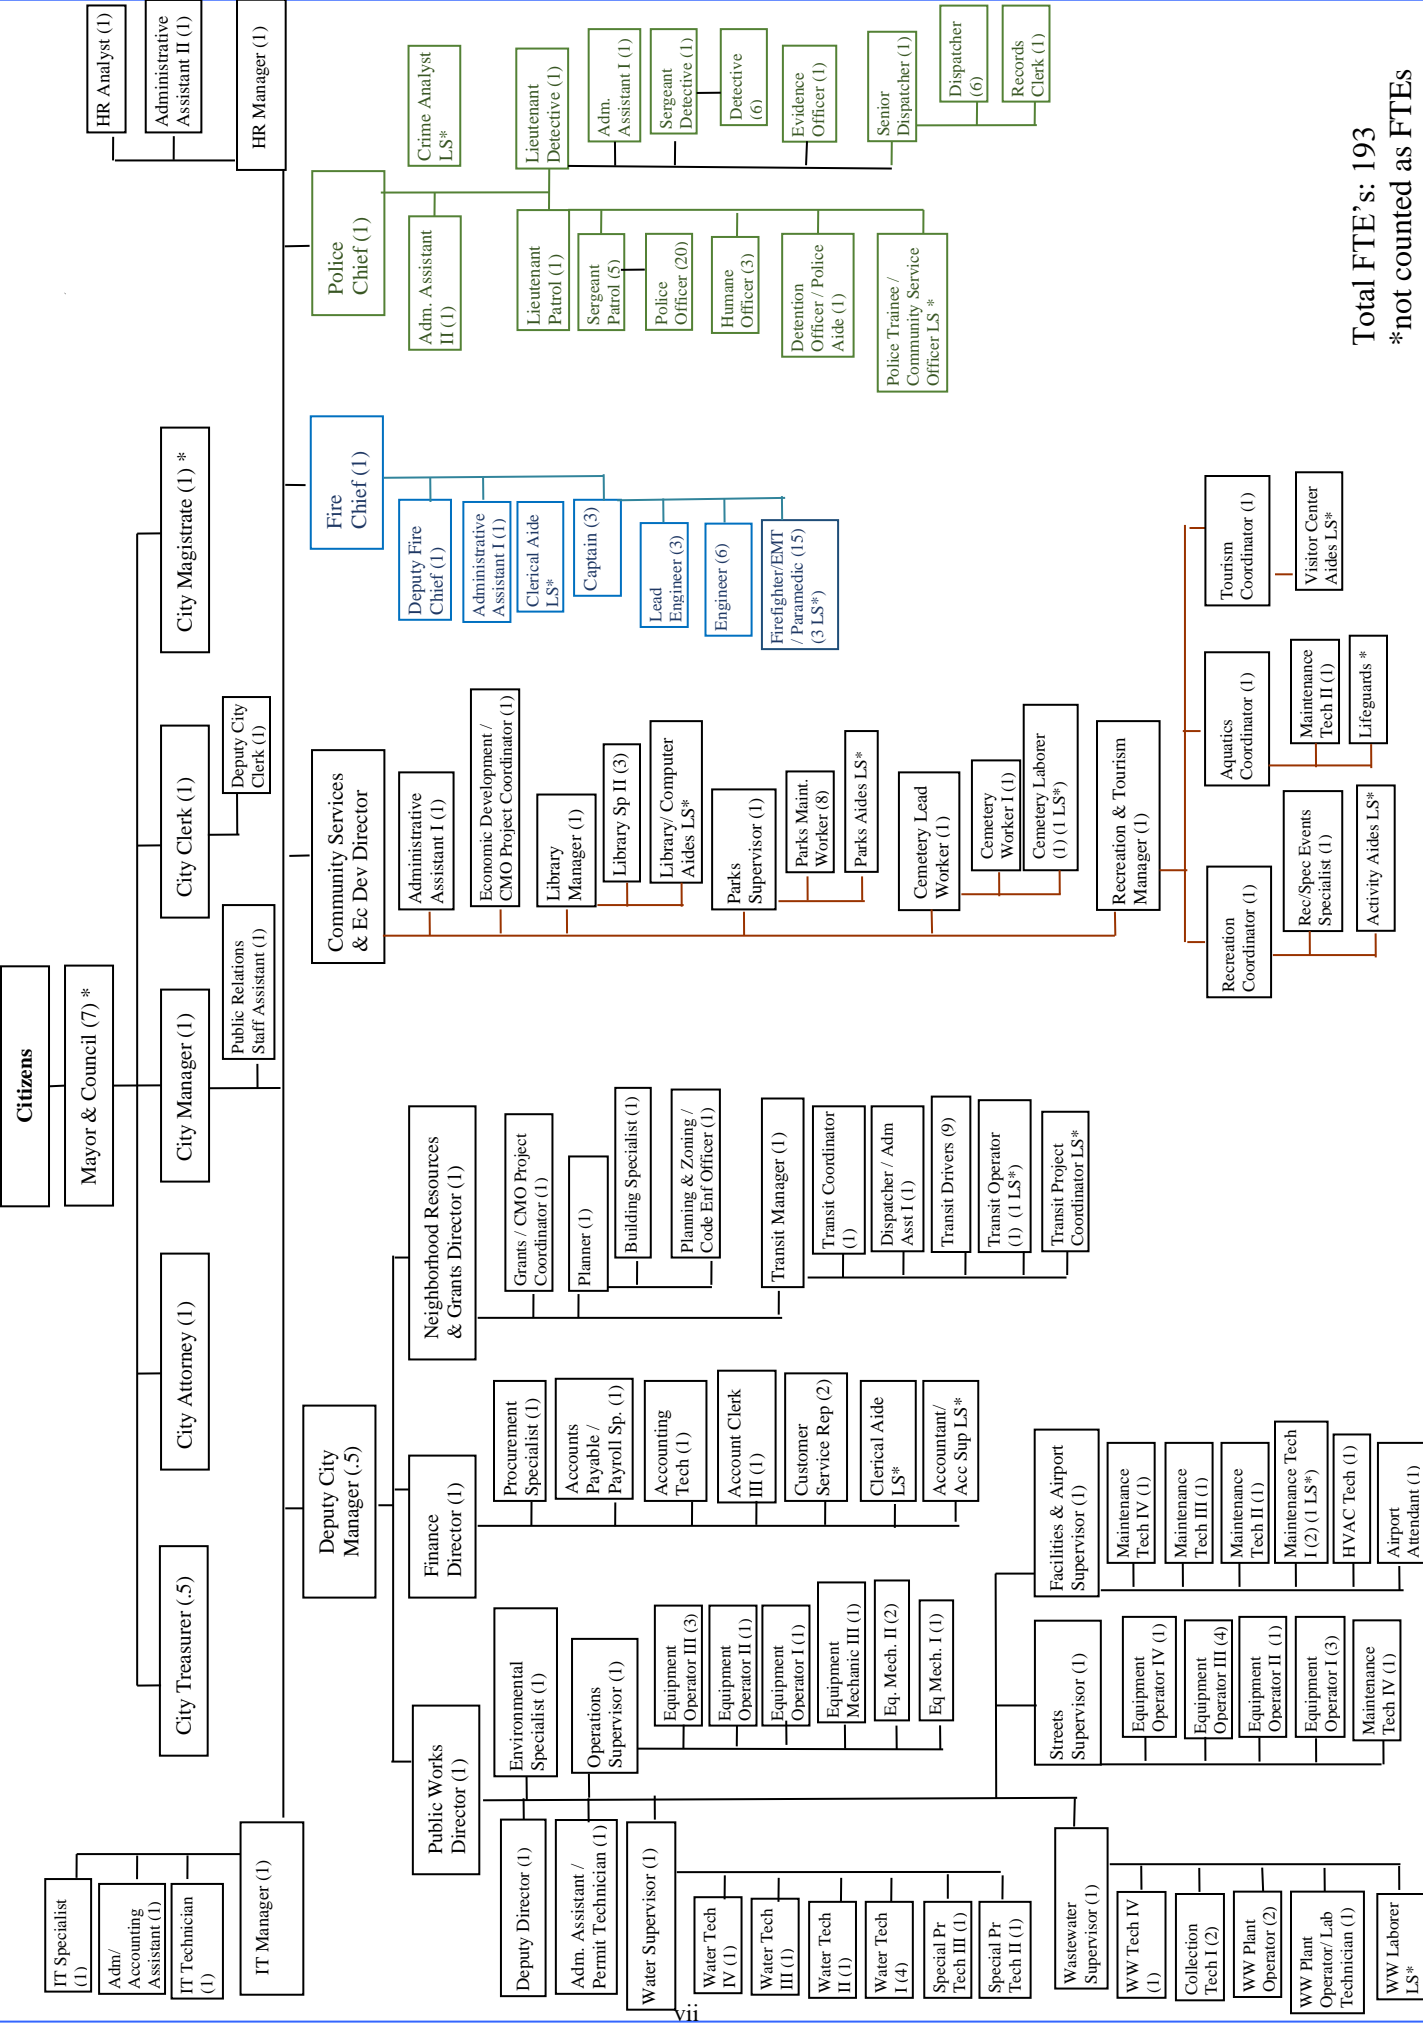 Citizens
Mayor & Council (7) *
City Treasurer (.5)
City Attorney (1)
City Manager (1)
City Clerk (1)
City Magistrate (1) *
Public Relations
Staff Assistant (1)
Deputy City
Clerk (1)
IT Specialist
(1)
Adm/
Accounting
Assistant (1)
IT Technician
(1)
IT Manager (1)
HR Analyst (1)
Administrative
Assistant II (1)
HR Manager (1)
Deputy City
Manager (.5)
Public Works
Director (1)
Deputy Director (1)
Environmental
Specialist (1)
Adm. Assistant /
Permit Technician (1)
Operations
Supervisor (1)
Equipment
Operator III (3)
Equipment
Operator II (1)
Equipment
Operator I (1)
Equipment
Mechanic III (1)
Eq. Mech. II (2)
Eq Mech. I (1)
Water Supervisor (1)
Water Tech
IV (1)
Water Tech
III (1)
Water Tech
II (1)
Water Tech I
(4)
Special Pr
Tech III (1)
Special Pr
Tech II (1)
Wastewater
Supervisor (1)
WW Tech IV
(1)
Collection
Tech I (2)
WW Plant
Operator (2)
WW Plant
Operator/ Lab
Technician (1)
WW Laborer
LS*
Streets
Supervisor (1)
Equipment
Operator IV (1)
Equipment
Operator III (4)
Equipment
Operator II (1)
Equipment
Operator I (3)
Maintenance
Tech IV (1)
Facilities & Airport
Supervisor (1)
Maintenance
Tech IV (1)
Maintenance
Tech III (1)
Maintenance
Tech II (1)
Maintenance Tech
I (2) (1 LS*)
HVAC Tech (1)
Airport
Attendant (1)
Finance
Director (1)
Procurement
Specialist (1)
Accounts
Payable /
Payroll Sp. (1)
Accounting
Tech (1)
Account Clerk
III (1)
Customer
Service Rep (2)
Clerical Aide
LS*
Accountant/
Acc Sup LS*
Neighborhood Resources
& Grants Director (1)
Grants / CMO Project
Coordinator (1)
Planner (1)
Building Specialist (1)
Planning & Zoning /
Code Enf Officer (1)
Transit Manager (1)
Transit Coordinator
(1)
Dispatcher / Adm
Asst I (1)
Transit Drivers (9)
Transit Operator
(1) (1 LS*)
Transit Project
Coordinator LS*
Community Services
& Ec Dev Director
Administrative
Assistant I (1)
Economic Development /
CMO Project Coordinator (1)
Library
Manager (1)
Library Sp II (3)
Library/ Computer
Aides LS*
Parks
Supervisor (1)
Parks Maint.
Worker (8)
Parks Aides LS*
Cemetery Lead
Worker (1)
Cemetery
Worker I (1)
Cemetery Laborer
(1) (1 LS*)
Recreation & Tourism
Manager (1)
Recreation
Coordinator (1)
Rec/Spec Events
Specialist (1)
Activity Aides LS*
Aquatics
Coordinator (1)
Maintenance
Tech II (1)
Lifeguards *
Tourism
Coordinator (1)
Visitor Center
Aides LS*
Fire
Chief (1)
Deputy Fire
Chief (1)
Administrative
Assistant I (1)
Clerical Aide
LS*
Captain (3)
Lead
Engineer (3)
Engineer (6)
Firefighter/EMT
/ Paramedic (15)
(3 LS*)
Police
Chief (1)
Adm. Assistant
II (1)
Crime Analyst
LS*
Lieutenant
Patrol (1)
Sergeant
Patrol (5)
Police
Officer (20)
Humane
Officer (3)
Detention
Officer / Police
Aide (1)
Police Trainee /
Community Service
Officer LS *
Lieutenant
Detective (1)
Adm.
Assistant I (1)
Sergeant
Detective (1)
Detective
(6)
Evidence
Officer (1)
Senior
Dispatcher (1)
Dispatcher
(6)
Records
Clerk (1)
Total FTE’s: 193
*not counted as FTEs
vii